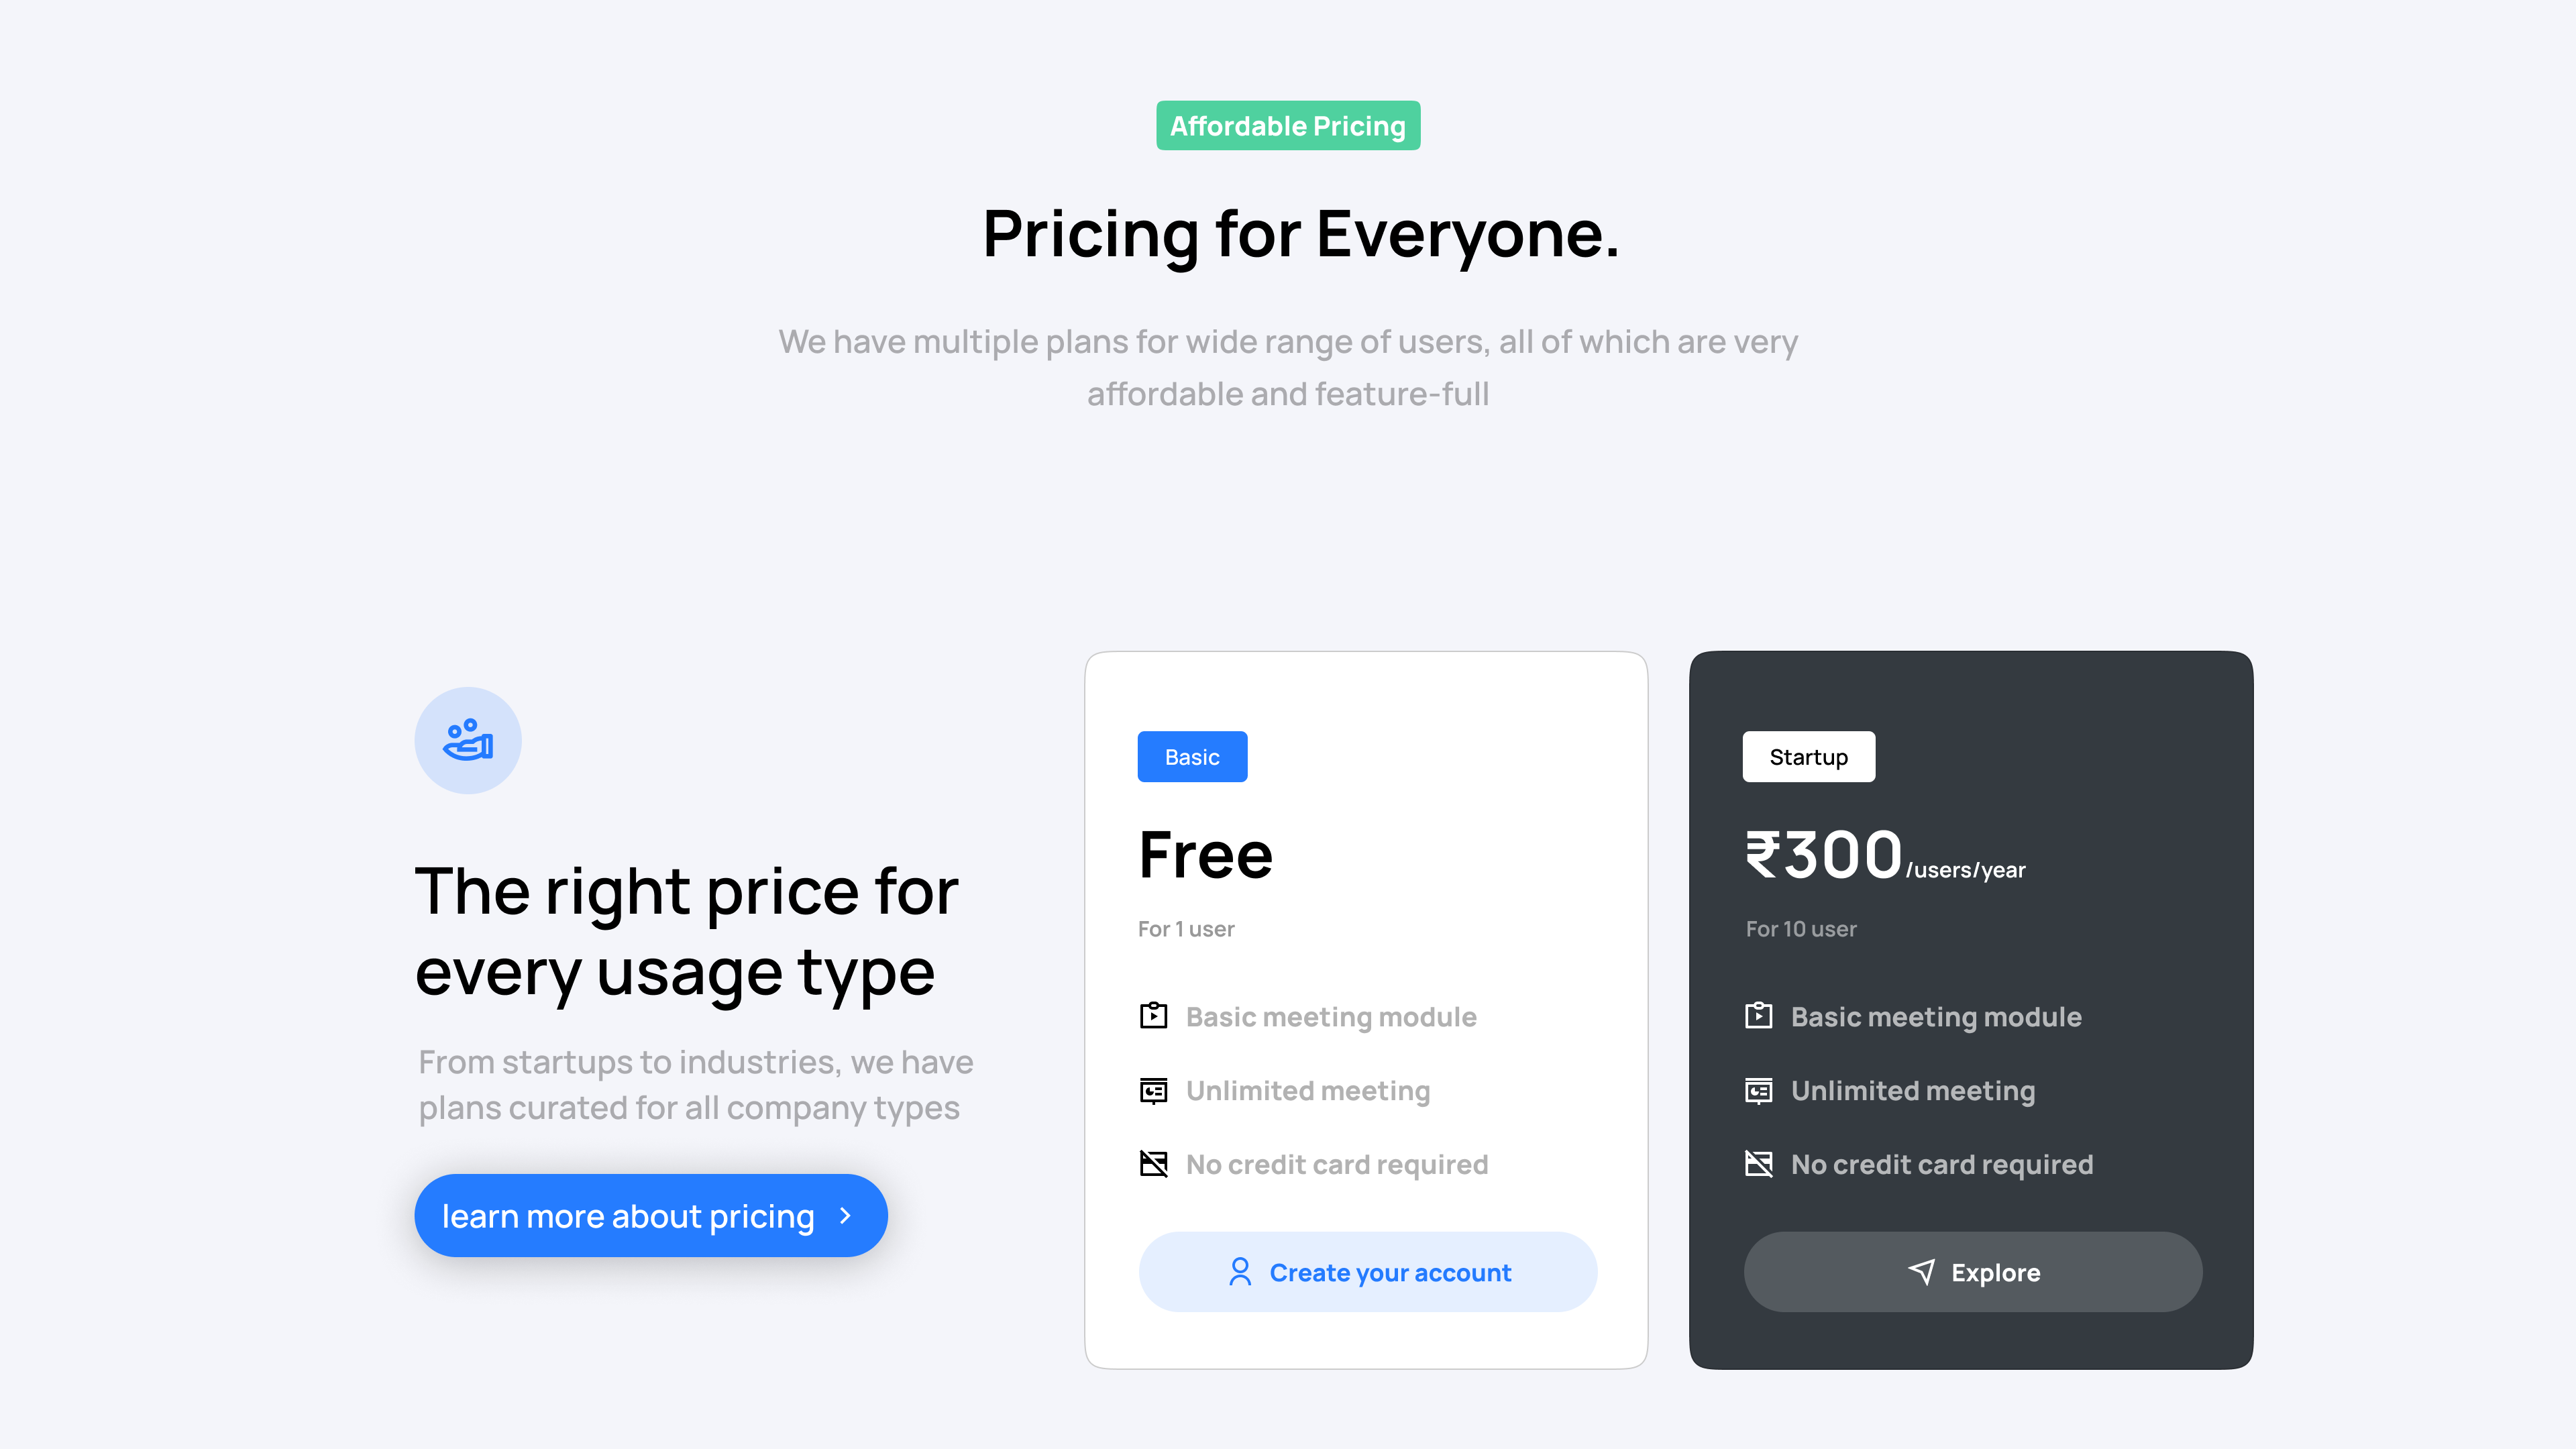 Affordable Pricing
Pricing for Everyone.
We have multiple plans for wide range of users, all of which are very
affordable and feature-full
The right price for
every usage type
From startups to industries, we have
plans curated for all company types
learn more about pricing
Basic
Free
For 1 user
Basic meeting module
Unlimited meeting
No credit card required
Create your account
Startup
₹300/users/year
For 10 user
Basic meeting module
Unlimited meeting
No credit card required
Explore